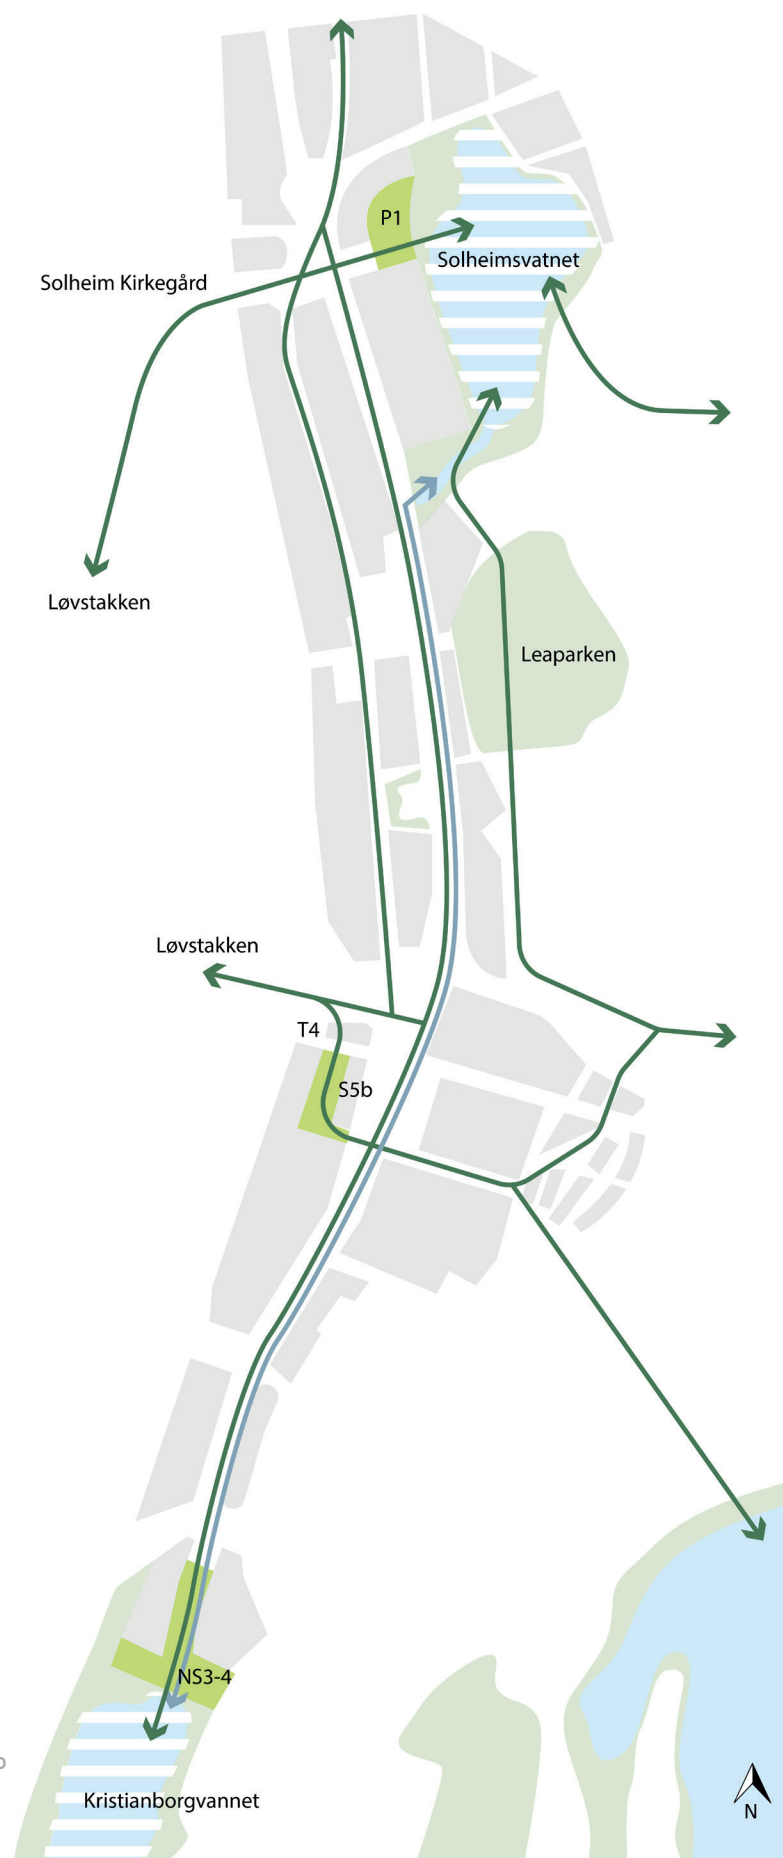 P1
Solheimsvatnet
Solheim Kirkegård
Løvstakken
Leaparken
Løvstakken
T4
S5b
NS3-4
Kristianborgvannet
N